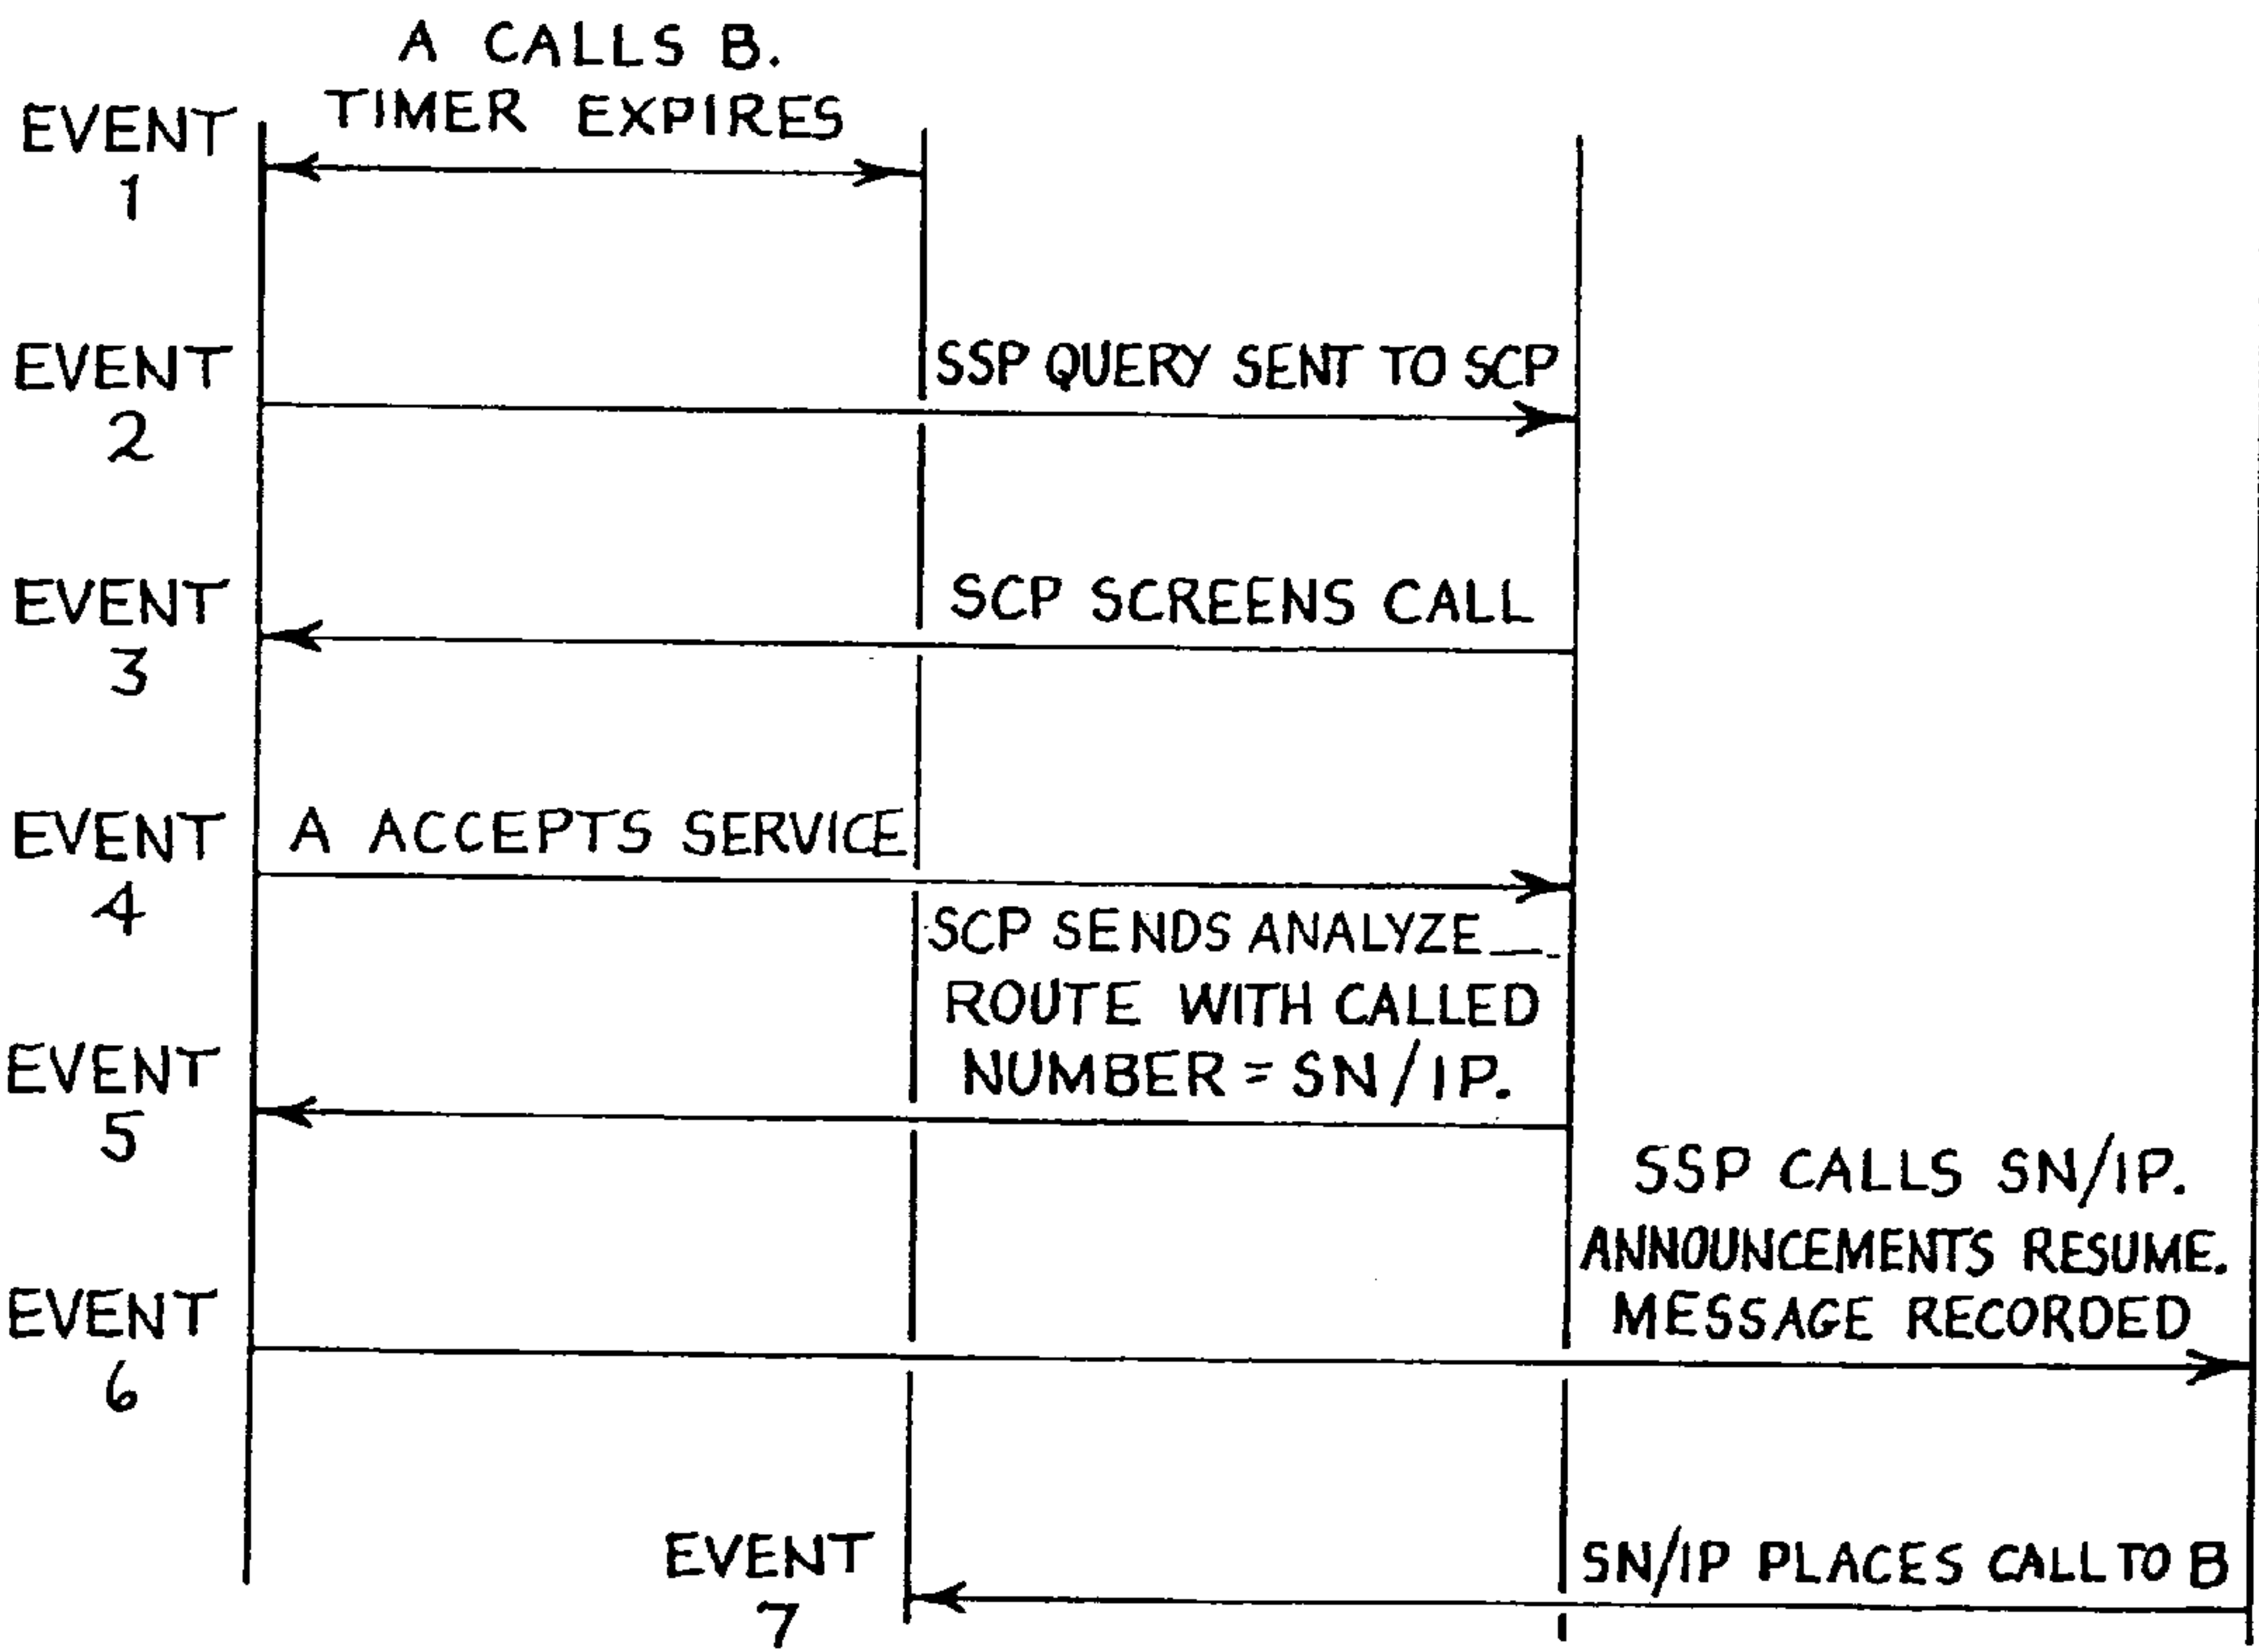 A CALLS B.
TIMER EXPIRES
EVENT
1
EVENT
2
SSP QUERY SENT TO SCP
EVENT
3
SCP SCREENS CALL
EVENT
4
A ACCEPTS SERVICE
SCP SENDS ANALYZE_
ROUTE WITH CALLED
NUMBER = SN/IP.
EVENT
5
SSP CALLS SN/IP.
ANNOUNCEMENTS RESUME.
MESSAGE RECORDED
EVENT
6
EVENT
7
SN/IP PLACES CALL TO B